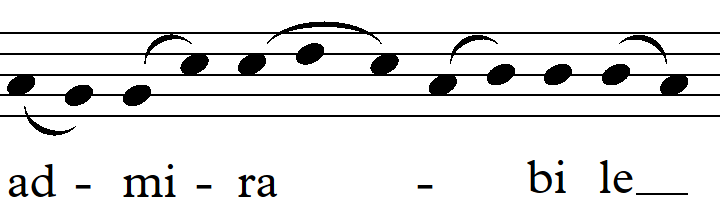 ad - mi - ra - bi le__